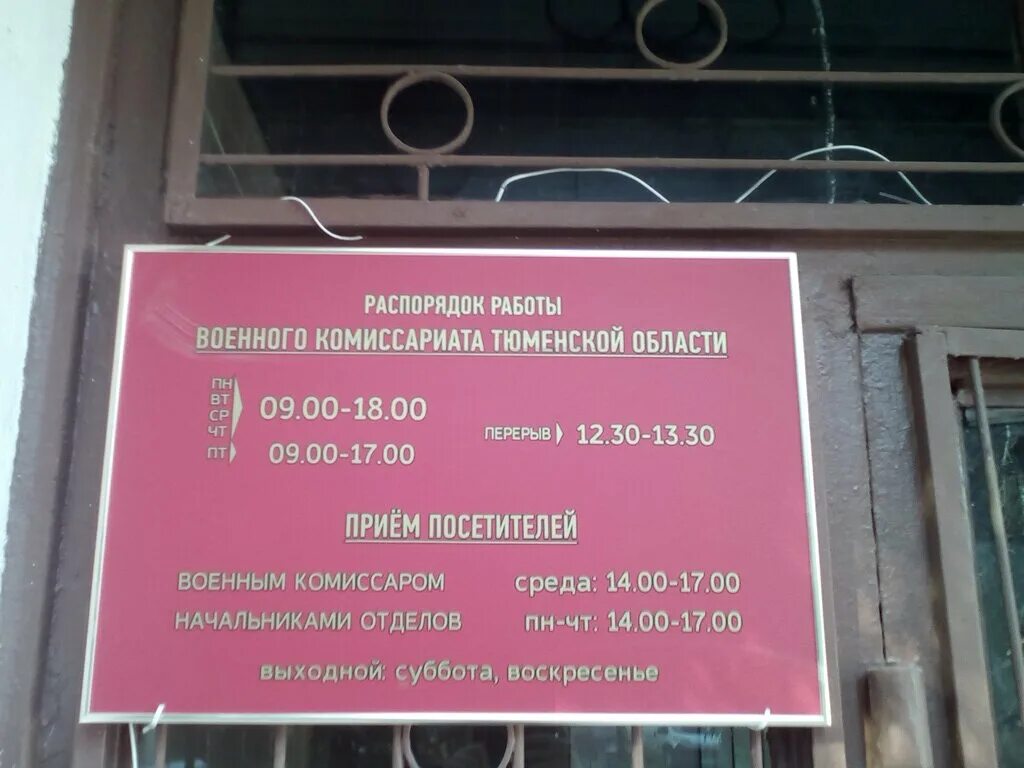 РАСПОРЯДОК РАБОТЫ
ВОЕННОГО КОМИССАРИАТА ТЮМЕНСКОЙ ОБЛАСТИ
ПН
ВТ
СР
ЧТ
09.00-18.00
ПТ 09.00-17.00
ПЕРЕРЫВ 12.30-13.30
ПРИЁМ ПОСЕТИТЕЛЕЙ
ВОЕННЫМ КОМИССАРОМ среда: 14.00-17.00
НАЧАЛЬНИКАМИ ОТДЕЛОВ пн-чт: 14.00-17.00
выходной: суббота, воскресенье